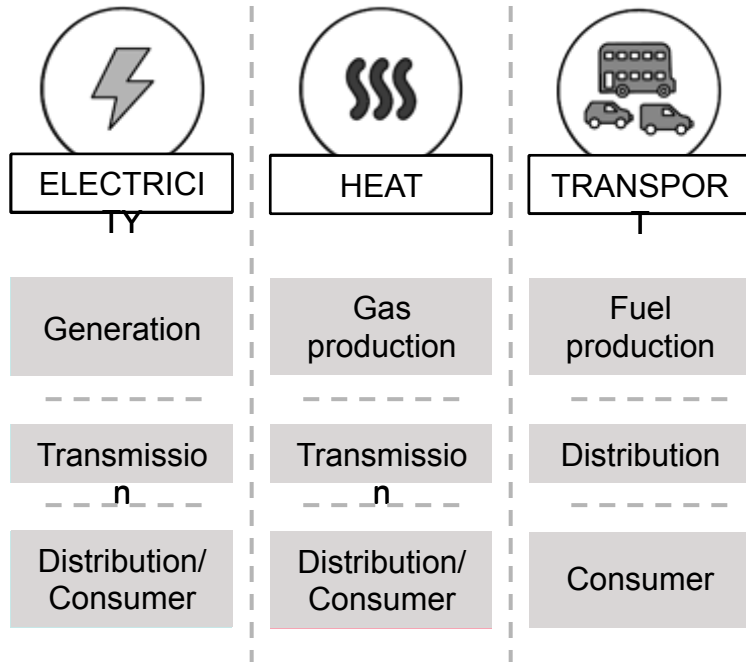 ELECTRICI
TY
HEAT
TRANSPOR
T
Generation
Gas
production
Fuel
production
Transmissio
n
Transmissio
n
Distribution
Distribution/
Consumer
Distribution/
Consumer
Consumer